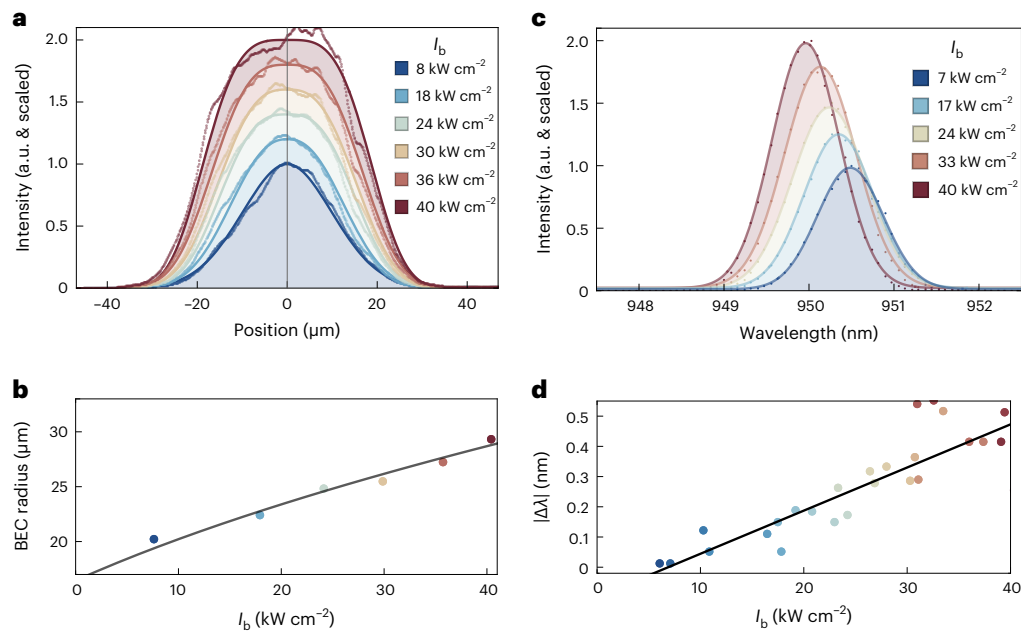 a
Intensity (a.u. & scaled)
2.0
1.5
1.0
0.5
0
−40
−20
0
20
40
Position (µm)
I_b
8 kW cm⁻²
18 kW cm⁻²
24 kW cm⁻²
30 kW cm⁻²
36 kW cm⁻²
40 kW cm⁻²
c
Intensity (a.u. & scaled)
2.0
1.5
1.0
0.5
0
948
949
950
951
952
Wavelength (nm)
I_b
7 kW cm⁻²
17 kW cm⁻²
24 kW cm⁻²
33 kW cm⁻²
40 kW cm⁻²
b
BEC radius (µm)
30
25
20
0
10
20
30
40
I_b (kW cm⁻²)
d
|Δλ| (nm)
0.5
0.4
0.3
0.2
0.1
0
0
10
20
30
40
I_b (kW cm⁻²)